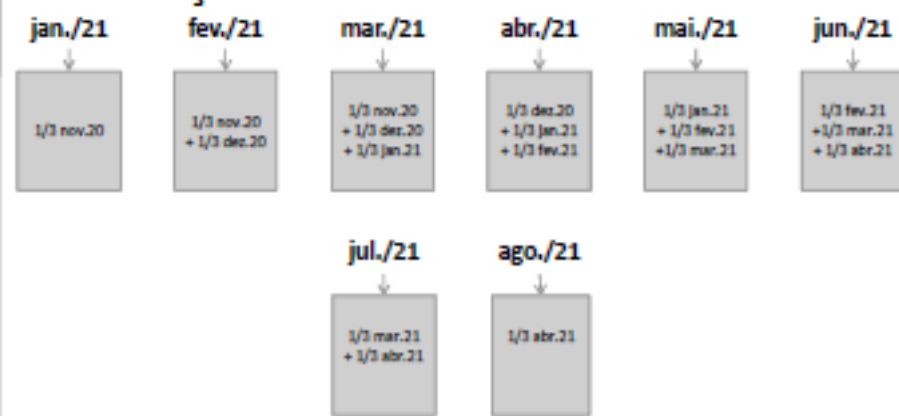 jan./21
fev./21
mar./21
abr./21
mai./21
jun./21
1/3 nov.20
1/3 nov.20
+ 1/3 dez.20
1/3 nov.20
+ 1/3 dez.20
+ 1/3 jan.21
1/3 dez.20
+ 1/3 jan.21
+ 1/3 fev.21
1/3 jan.21
+ 1/3 fev.21
+1/3 mar.21
1/3 fev.21
+1/3 mar.21
+ 1/3 abr.21
jul./21
ago./21
1/3 mar.21
+ 1/3 abr.21
1/3 abr.21